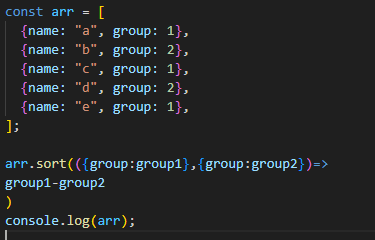 const arr = [
  {name: "a", group: 1},
  {name: "b", group: 2},
  {name: "c", group: 1},
  {name: "d", group: 2},
  {name: "e", group: 1},
];

arr.sort(({group:group1},{group:group2})=>
group1-group2
)
console.log(arr);